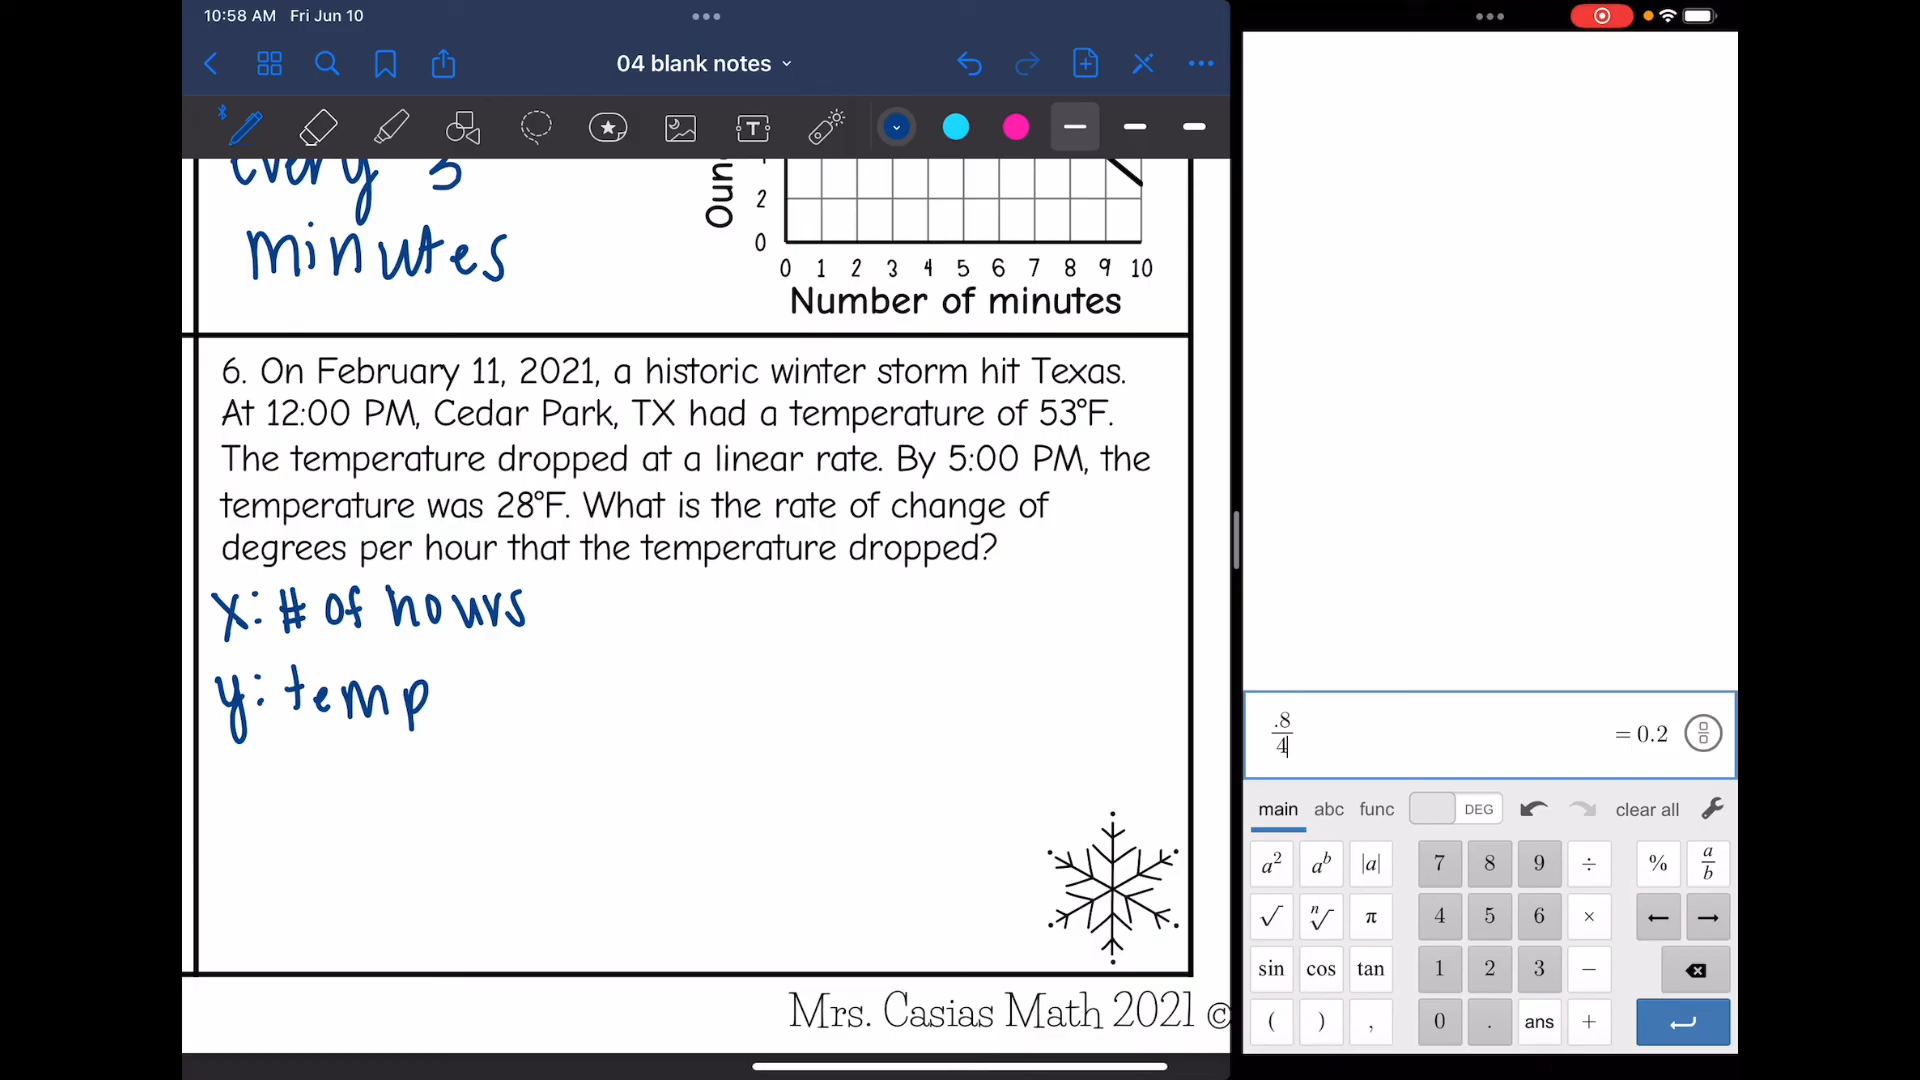 10:58 AM Fri Jun 10
04 blank notes
every 5
minutes
Oun
2
0
0 1 2 3 4 5 6 7 8 9 10
Number of minutes
6. On February 11, 2021, a historic winter storm hit Texas.
At 12:00 PM, Cedar Park, TX had a temperature of 53°F.
The temperature dropped at a linear rate. By 5:00 PM, the
temperature was 28°F. What is the rate of change of
degrees per hour that the temperature dropped?
x: # of hours
y: temp
Mrs. Casias Math 2021 ©
.8
4
= 0.2
main abc func DEG clear all
a² aᵇ |a| 7 8 9 ÷ % a/b
√ ⁿ√ π 4 5 6 × ← →
sin cos tan 1 2 3 −
( ) , 0 . ans +